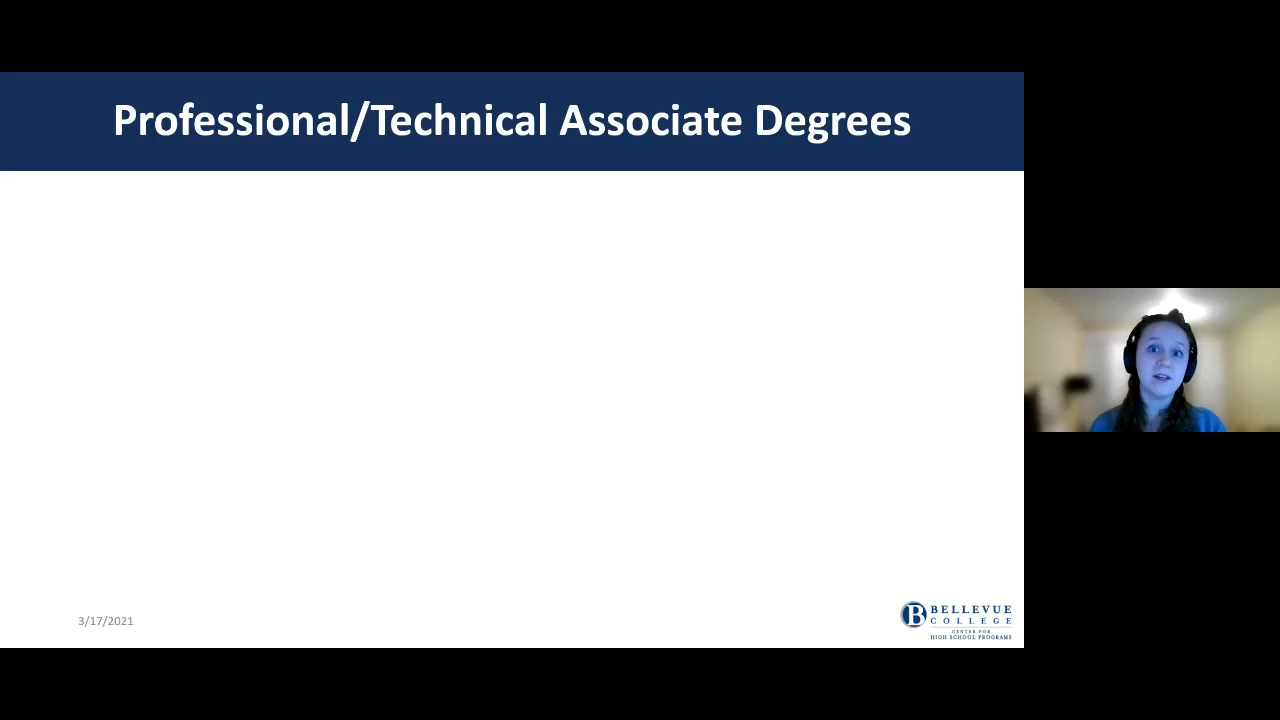 Professional/Technical Associate Degrees
3/17/2021
B
BELLEVUE
COLLEGE
CENTER FOR
HIGH SCHOOL PROGRAMS